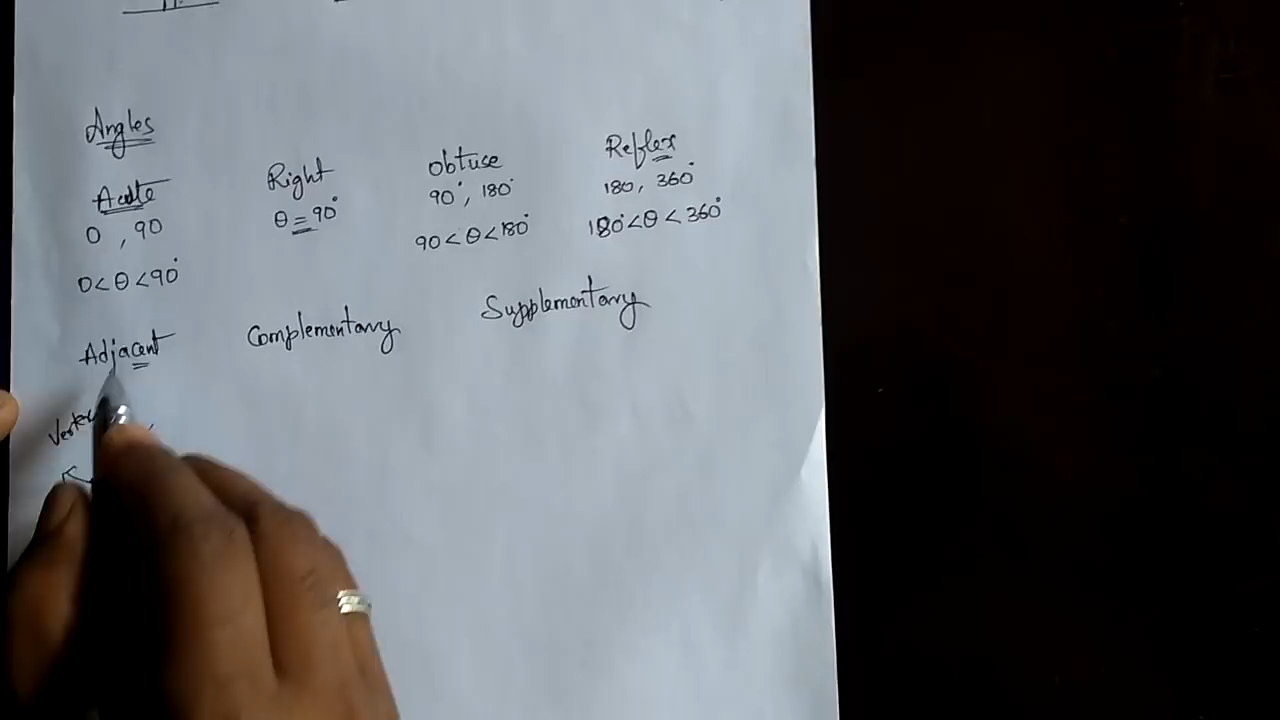 Angles
Acute
0 , 90
0<θ<90°
Right
θ=90°
Obtuse
90°, 180°
90<θ<180°
Reflex
180, 360°
180°<θ<360°
Adjacent
Complementary
Supplementary